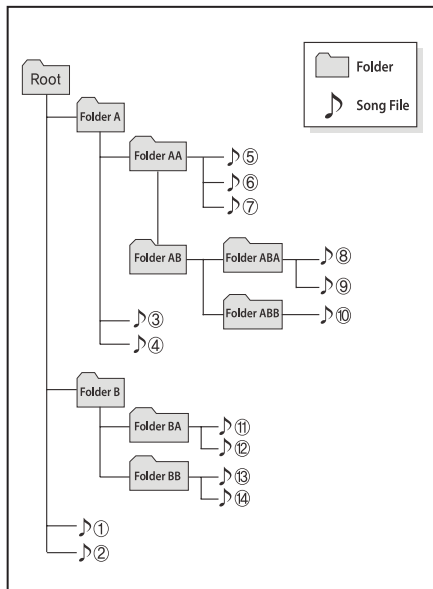 Root
Folder
Song File
Folder A
Folder AA
⑤
⑥
⑦
Folder AB
Folder ABA
⑧
⑨
Folder ABB
⑩
③
④
Folder B
Folder BA
⑪
⑫
Folder BB
⑬
⑭
①
②